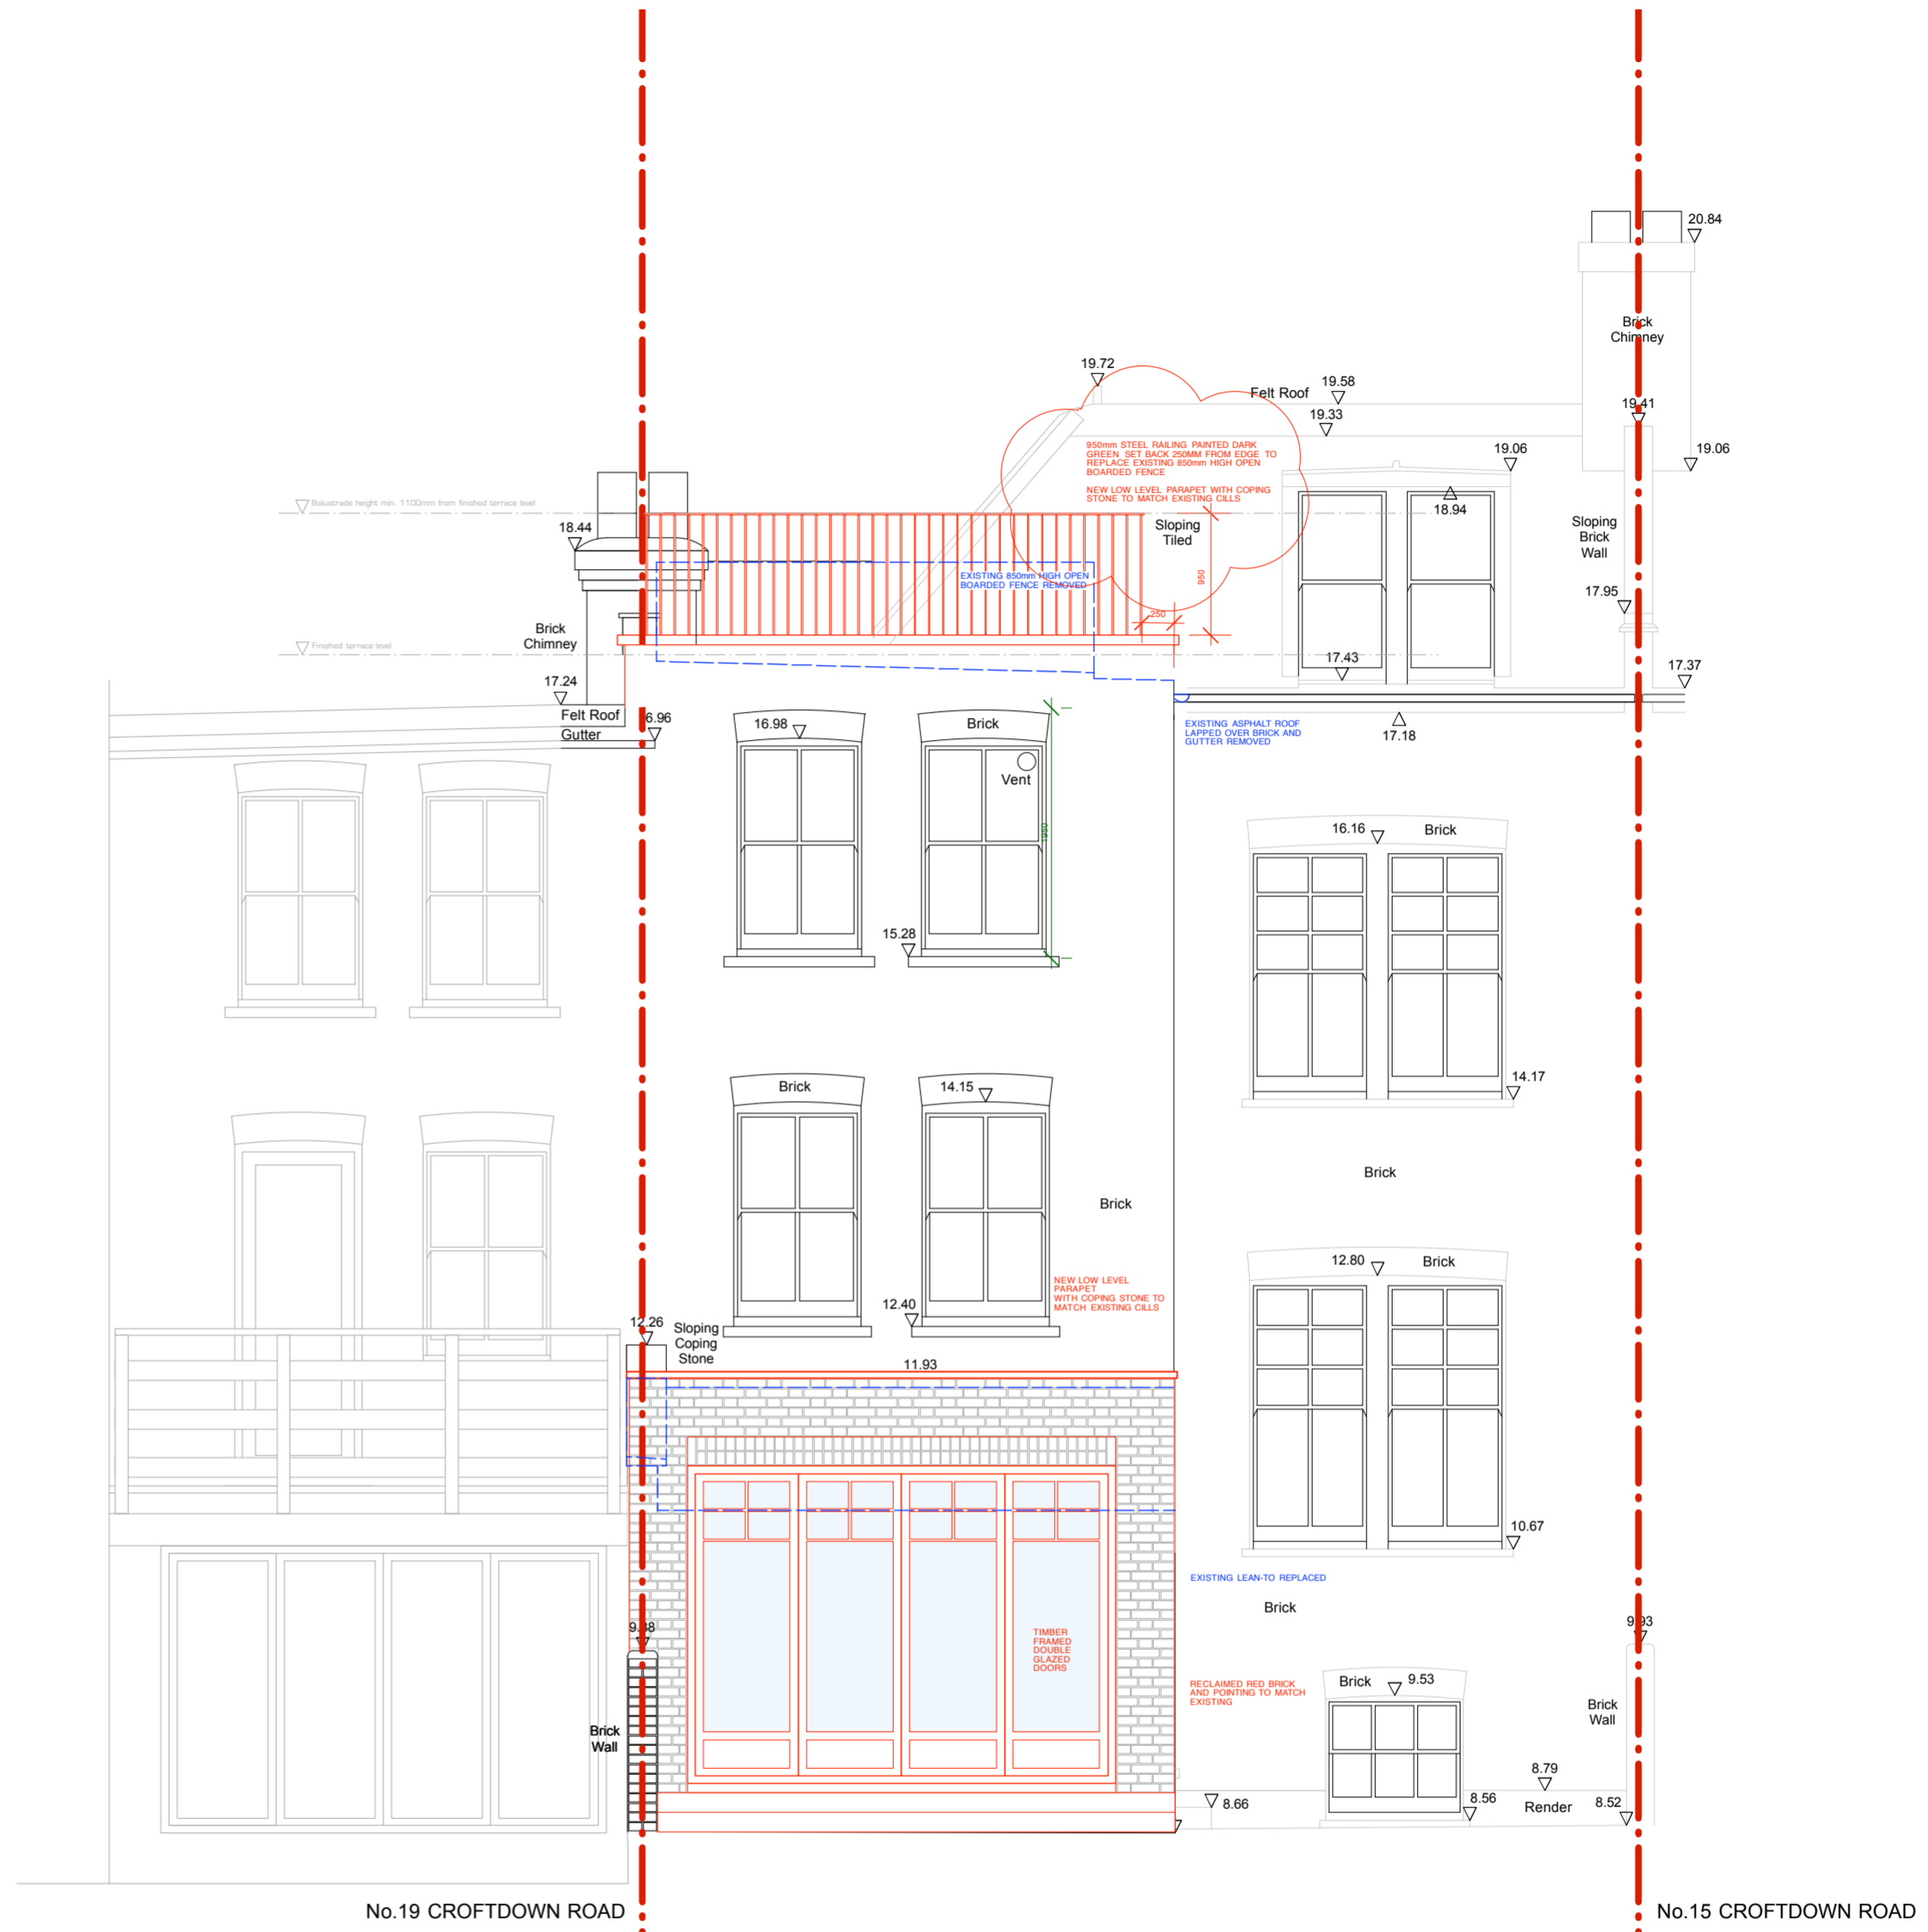 20.84
Brick
Chimney
19.72
Felt Roof
19.58
19.33
19.41
19.06
19.06
950mm STEEL RAILING PAINTED DARK
GREEN SET BACK 250MM FROM EDGE TO
REPLACE EXISTING 850mm HIGH OPEN
BOARDED FENCE
NEW LOW LEVEL PARAPET WITH COPING
STONE TO MATCH EXISTING CILLS
Balustrade height min. 1100mm from finished terrace level
18.94
18.44
Sloping
Tiled
Sloping
Brick
Wall
EXISTING 850mm HIGH OPEN
BOARDED FENCE REMOVED
950
250
17.95
Brick
Chimney
Finished terrace level
17.43
17.37
17.24
Felt Roof
Gutter
6.96
16.98
Brick
Vent
EXISTING ASPHALT ROOF
LAPPED OVER BRICK AND
GUTTER REMOVED
17.18
1950
16.16
Brick
15.28
14.17
Brick
14.15
Brick
Brick
12.80
Brick
NEW LOW LEVEL
PARAPET
WITH COPING STONE TO
MATCH EXISTING CILLS
12.40
12.26
Sloping
Coping
Stone
11.93
10.67
EXISTING LEAN-TO REPLACED
Brick
9.88
9.93
TIMBER
FRAMED
DOUBLE
GLAZED
DOORS
RECLAIMED RED BRICK
AND POINTING TO MATCH
EXISTING
Brick
9.53
Brick
Wall
Brick
Wall
8.79
8.66
8.56
Render
8.52
No.19 CROFTDOWN ROAD
No.15 CROFTDOWN ROAD